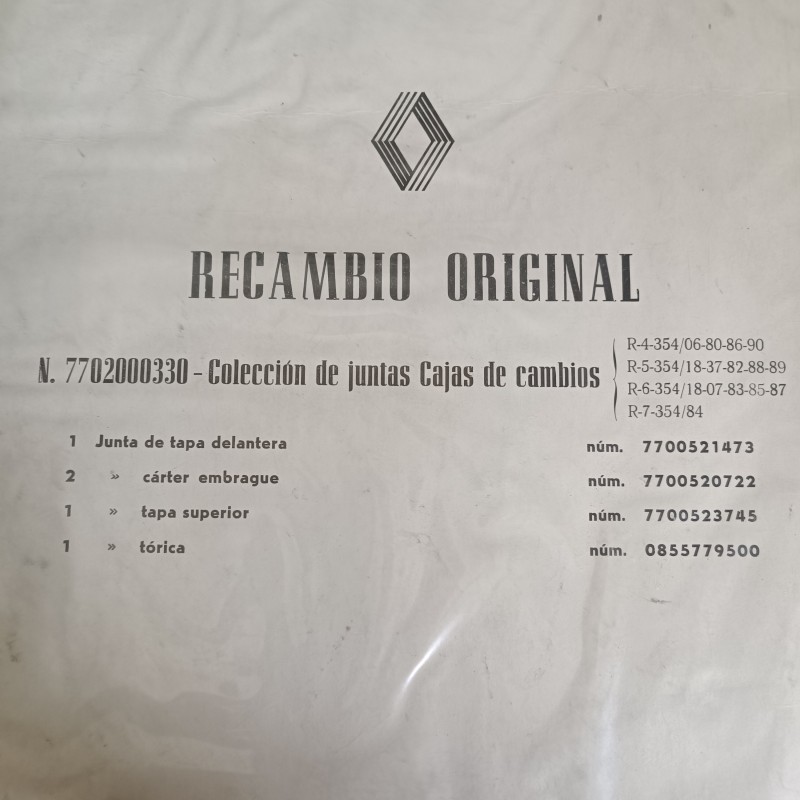 RECAMBIO ORIGINAL
N. 7702000330 - Colección de juntas Cajas de cambios
R-4-354/06-80-86-90
R-5-354/18-37-82-88-89
R-6-354/18-07-83-85-87
R-7-354/84
1 Junta de tapa delantera núm. 7700521473
2 » cárter embrague núm. 7700520722
1 » tapa superior núm. 7700523745
1 » tórica núm. 0855779500